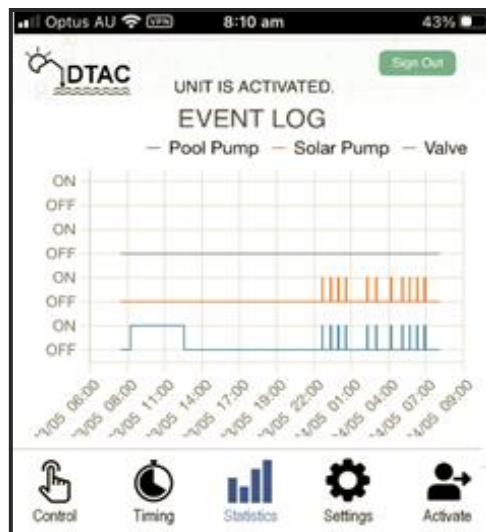 Optus AU VPN 8:10 am 43%
DTAC
Sign Out
UNIT IS ACTIVATED.
EVENT LOG
Pool Pump Solar Pump Valve
ON
OFF
ON
OFF
ON
OFF
ON
OFF
06:00 08:00 11:00 14:00 17:00 19:00 22:00 01:00 04:00 07:00 09:00
Control Timing Statistics Settings Activate